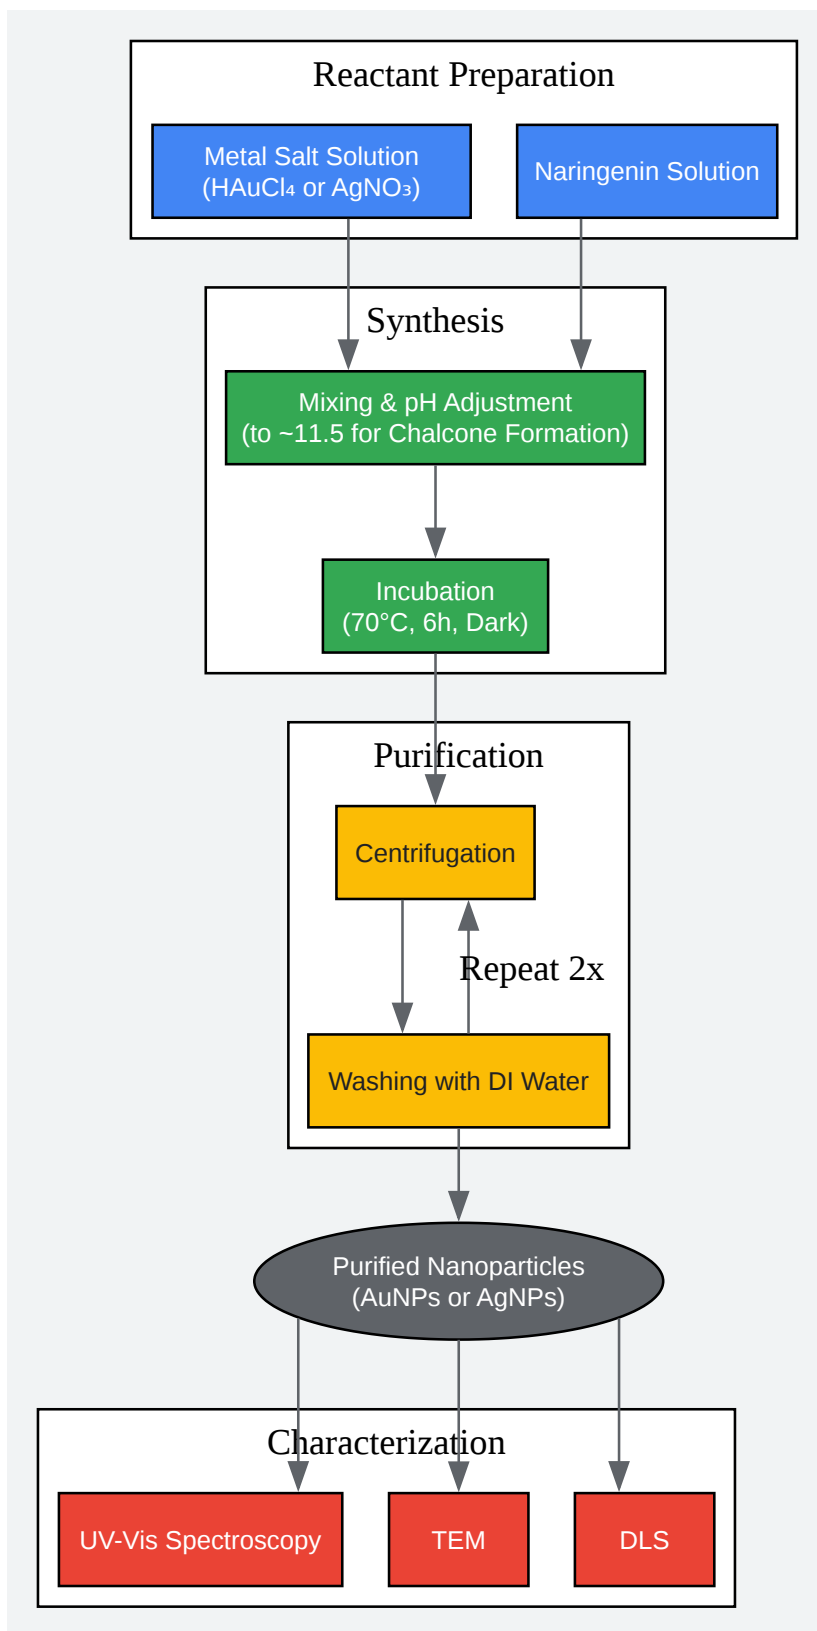 Reactant Preparation
Metal Salt Solution
(HAuCl₄ or AgNO₃)
Naringenin Solution
Synthesis
Mixing & pH Adjustment
(to ~11.5 for Chalcone Formation)
Incubation
(70°C, 6h, Dark)
Purification
Centrifugation
Repeat 2x
Washing with DI Water
Purified Nanoparticles
(AuNPs or AgNPs)
Characterization
UV-Vis Spectroscopy
TEM
DLS